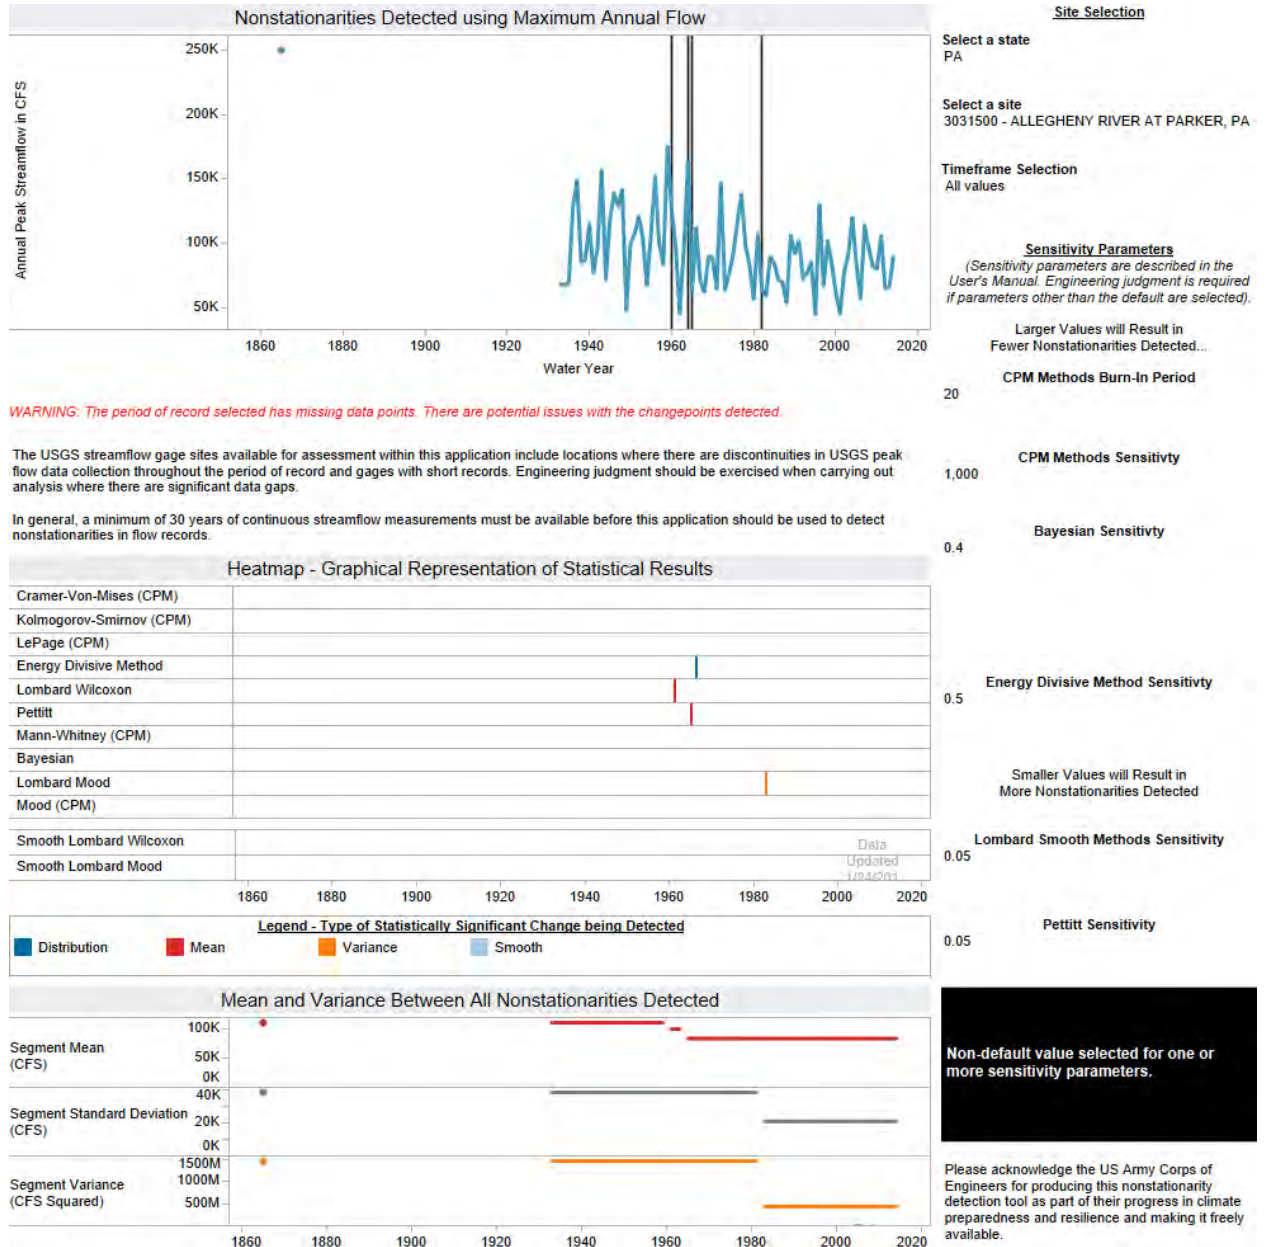 Nonstationarities Detected using Maximum Annual Flow
Annual Peak Streamflow in CFS
250K
200K
150K
100K
50K
1860 1880 1900 1920 1940 1960 1980 2000 2020
Water Year
WARNING: The period of record selected has missing data points. There are potential issues with the changepoints detected.
The USGS streamflow gage sites available for assessment within this application include locations where there are discontinuities in USGS peak
flow data collection throughout the period of record and gages with short records. Engineering judgment should be exercised when carrying out
analysis where there are significant data gaps.
In general, a minimum of 30 years of continuous streamflow measurements must be available before this application should be used to detect
nonstationarities in flow records.
Heatmap - Graphical Representation of Statistical Results
Cramer-Von-Mises (CPM)
Kolmogorov-Smirnov (CPM)
LePage (CPM)
Energy Divisive Method
Lombard Wilcoxon
Pettitt
Mann-Whitney (CPM)
Bayesian
Lombard Mood
Mood (CPM)
Smooth Lombard Wilcoxon
Smooth Lombard Mood
Data
Updated
1860 1880 1900 1920 1940 1960 1980 2000 2020
Legend - Type of Statistically Significant Change being Detected
Distribution Mean Variance Smooth
Mean and Variance Between All Nonstationarities Detected
Segment Mean
(CFS)
100K
50K
0K
Segment Standard Deviation
(CFS)
40K
20K
0K
Segment Variance
(CFS Squared)
1500M
1000M
500M
1860 1880 1900 1920 1940 1960 1980 2000 2020
Site Selection
Select a state
PA
Select a site
3031500 - ALLEGHENY RIVER AT PARKER, PA
Timeframe Selection
All values
Sensitivity Parameters
(Sensitivity parameters are described in the
User's Manual. Engineering judgment is required
if parameters other than the default are selected).
Larger Values will Result in
Fewer Nonstationarities Detected...
CPM Methods Burn-In Period
20
CPM Methods Sensitivty
1,000
Bayesian Sensitivty
0.4
Energy Divisive Method Sensitivty
0.5
Smaller Values will Result in
More Nonstationarities Detected
Lombard Smooth Methods Sensitivity
0.05
Pettitt Sensitivity
0.05
Non-default value selected for one or
more sensitivity parameters.
Please acknowledge the US Army Corps of
Engineers for producing this nonstationarity
detection tool as part of their progress in climate
preparedness and resilience and making it freely
available.